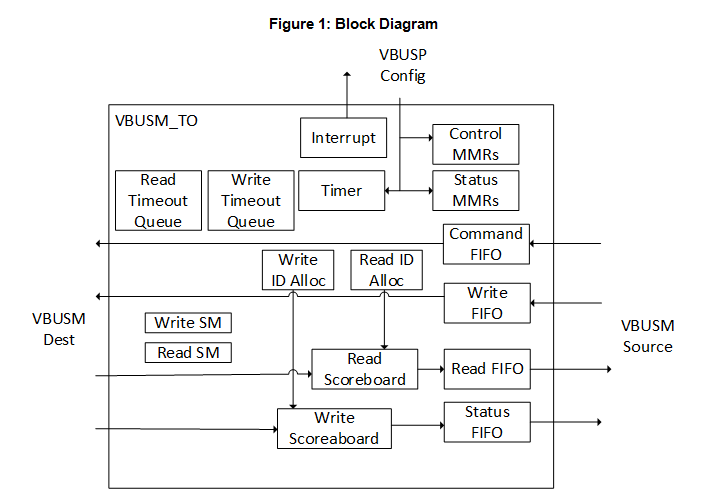 Figure 1: Block Diagram
VBUSP
Config
VBUSM_TO
Interrupt
Control
MMRs
Read
Timeout
Queue
Write
Timeout
Queue
Timer
Status
MMRs
Command
FIFO
Write
ID Alloc
Read ID
Alloc
Write
FIFO
VBUSM
Dest
Write SM
Read SM
VBUSM
Source
Read
Scoreboard
Read FIFO
Write
Scoreaboard
Status
FIFO